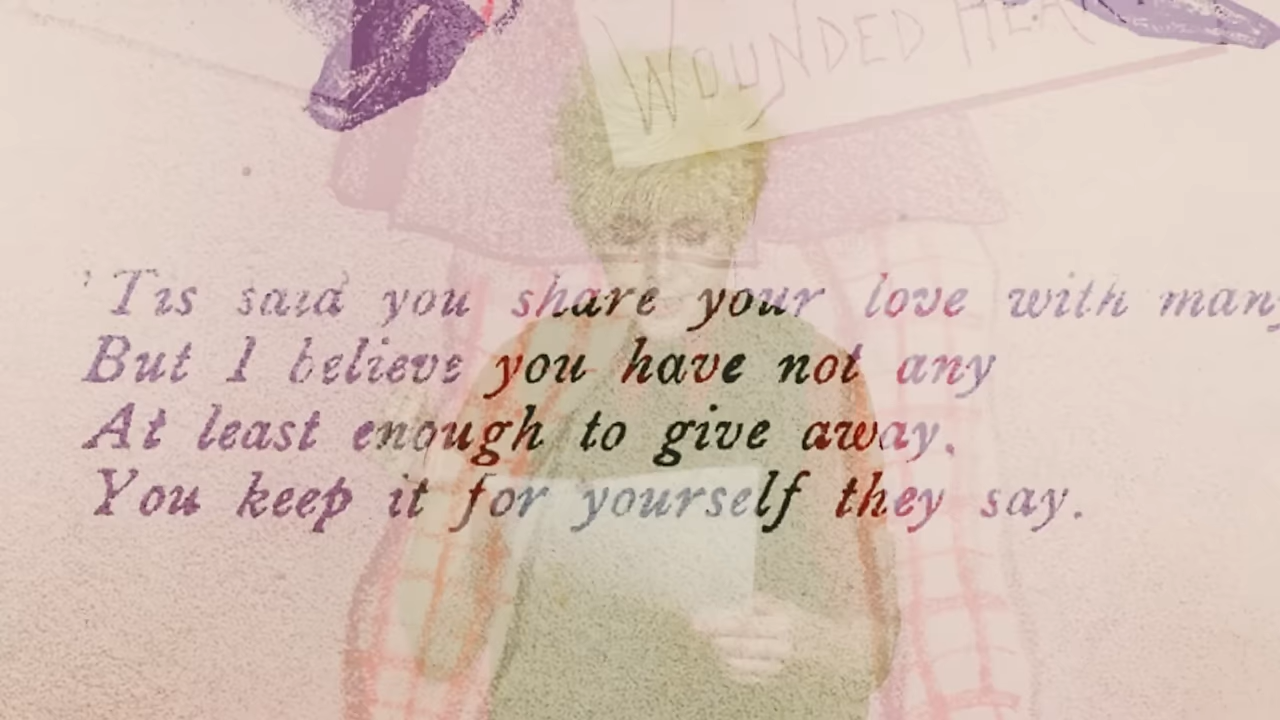 WOUNDED HEA
'Tis said you share your love with many
But I believe you have not any
At least enough to give away.
You keep it for yourself they say.